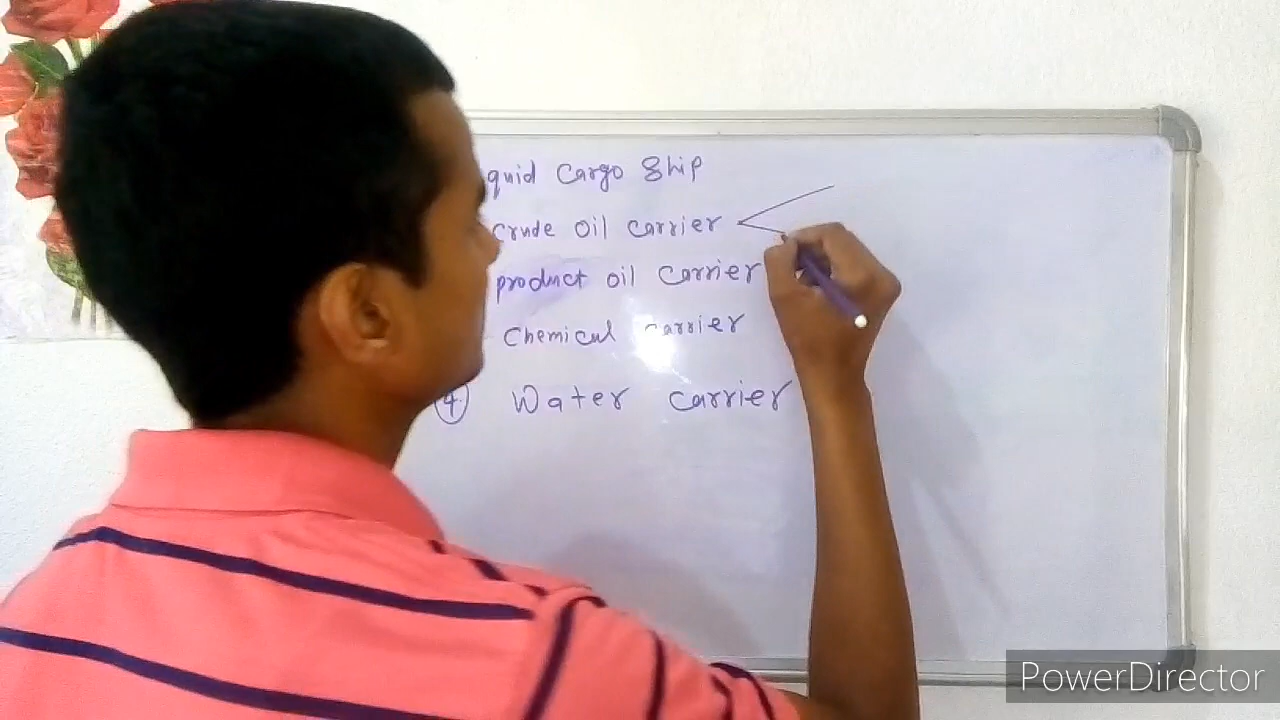 quid Cargo Ship
Crude Oil Carrier
product oil Carrier
Chemical carrier
4 Water carrier
PowerDirector